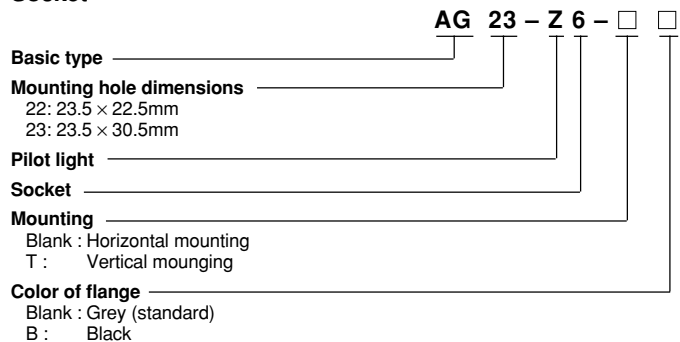 Socket
AG 23 – Z 6 – □ □
Basic type
Mounting hole dimensions
22: 23.5 × 22.5mm
23: 23.5 × 30.5mm
Pilot light
Socket
Mounting
Blank : Horizontal mounting
T : Vertical mounging
Color of flange
Blank : Grey (standard)
B : Black